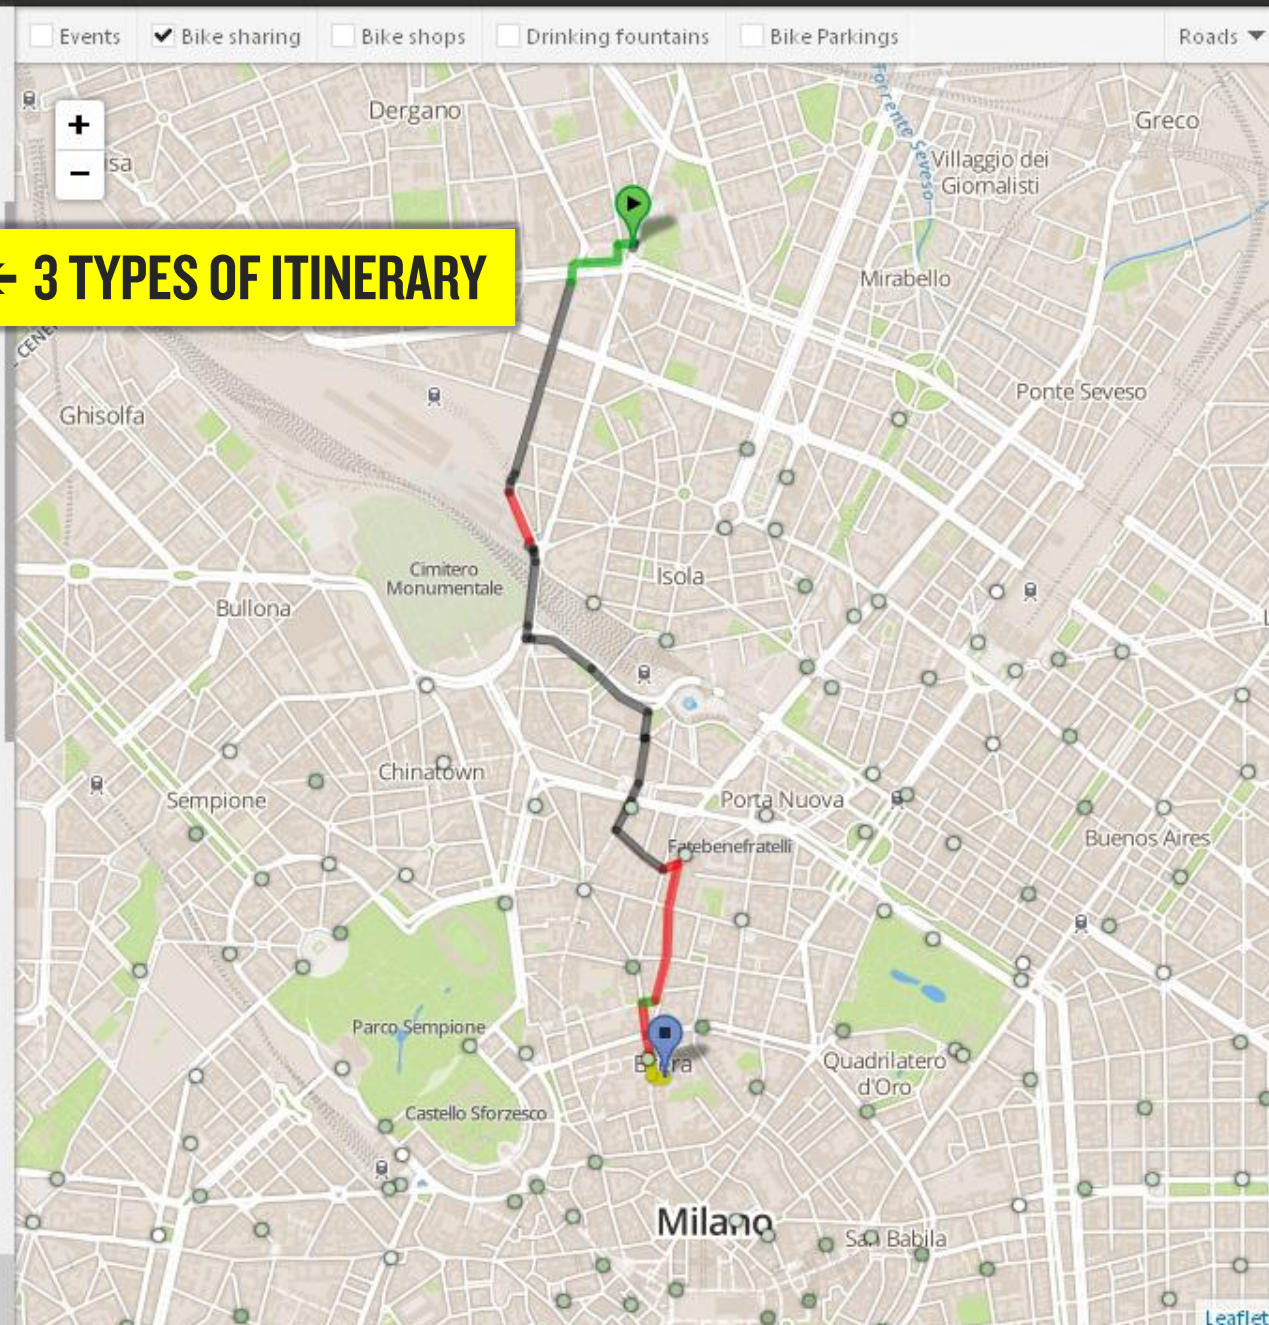 Events
Bike sharing
Bike shops
Drinking fountains
Bike Parkings
Roads
Dergano
Greco
Torrente Seveso
Villaggio dei
Giornalisti
+
−
← 3 TYPES OF ITINERARY
Mirabello
Ponte Seveso
Ghisolfa
Cimitero
Monumentale
Isola
Bullona
Chinatown
Sempione
Porta Nuova
Fatebenefratelli
Buenos Aires
Parco Sempione
Quadrilatero
d'Oro
Castello Sforzesco
Milano
San Babila
Leaflet